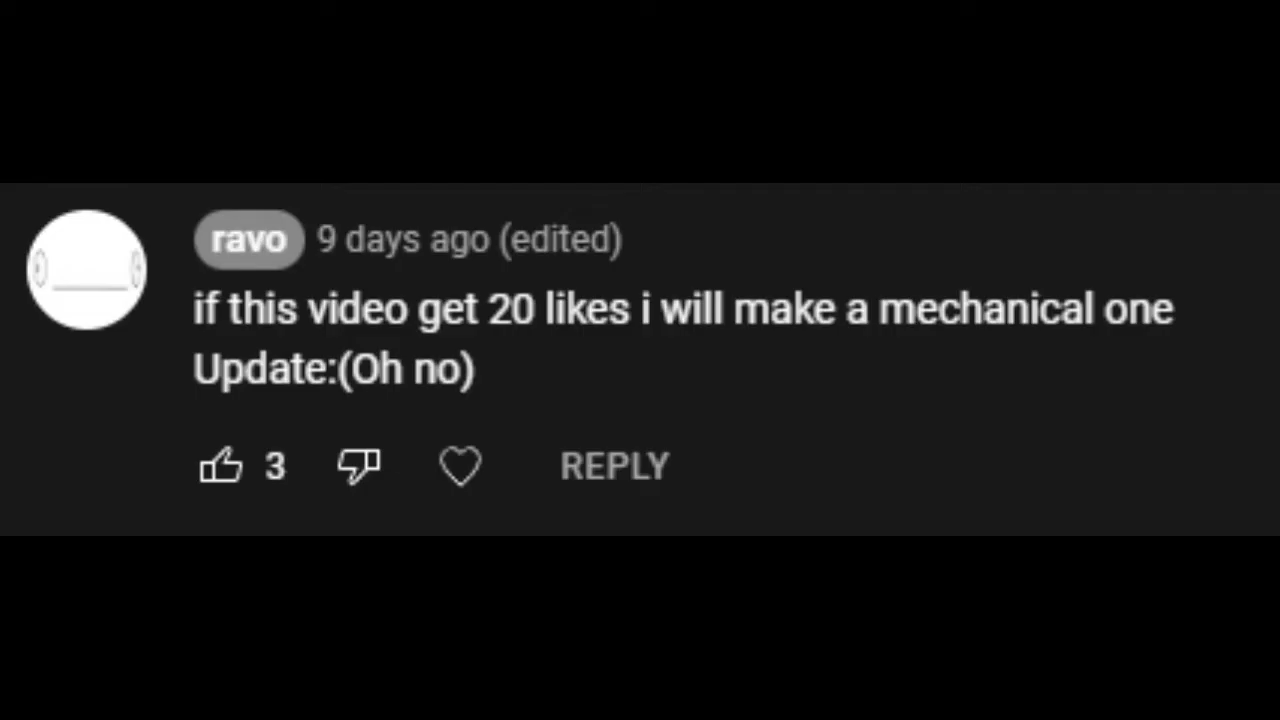 ravo 9 days ago (edited)
if this video get 20 likes i will make a mechanical one
Update:(Oh no)
3 REPLY